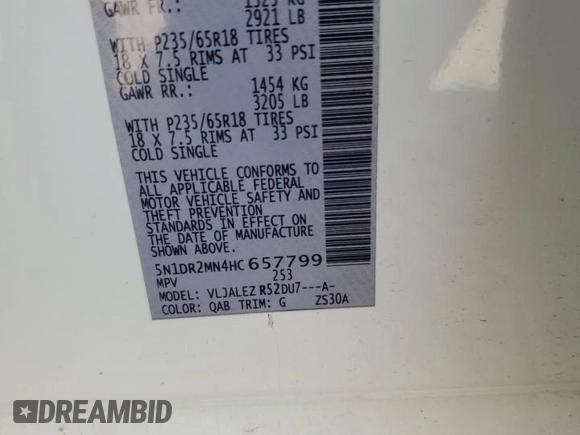 GAWR FR.: 1325 KG
2921 LB
WITH P235/65R18 TIRES
18 X 7.5 RIMS AT 33 PSI
COLD SINGLE
GAWR RR.: 1454 KG
3205 LB
WITH P235/65R18 TIRES
18 X 7.5 RIMS AT 33 PSI
COLD SINGLE
THIS VEHICLE CONFORMS TO
ALL APPLICABLE FEDERAL
MOTOR VEHICLE SAFETY AND
THEFT PREVENTION
STANDARDS IN EFFECT ON
THE DATE OF MANUFACTURE
SHOWN ABOVE.
5N1DR2MN4HC657799
MPV 253
MODEL: VLJALEZ R52DU7---A-
COLOR: QAB TRIM: G ZS30A
DREAMBID